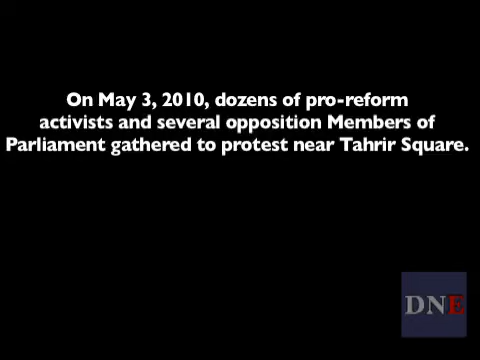 On May 3, 2010, dozens of pro-reform
activists and several opposition Members of
Parliament gathered to protest near Tahrir Square.
DNE